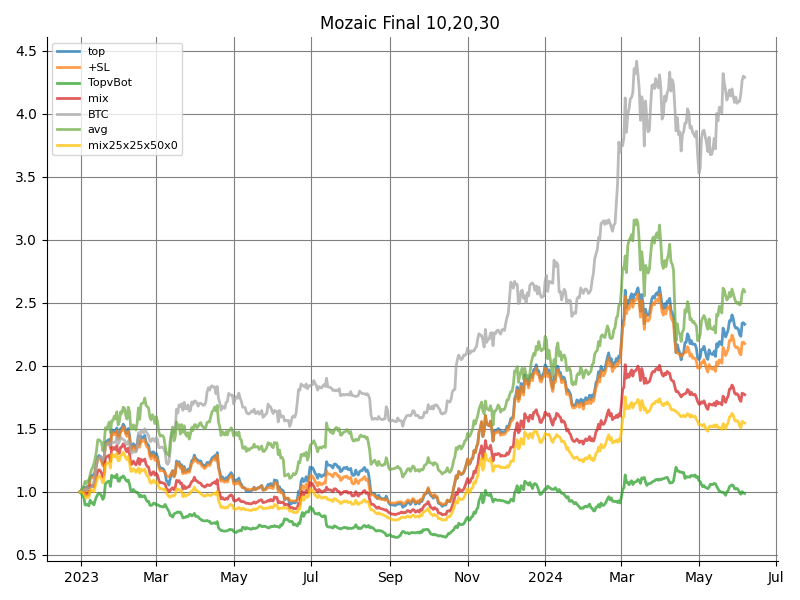 Mozaic Final 10,20,30
top
+SL
TopvBot
mix
BTC
avg
mix25x25x50x0
4.5
4.0
3.5
3.0
2.5
2.0
1.5
1.0
0.5
2023 Mar May Jul Sep Nov 2024 Mar May Jul